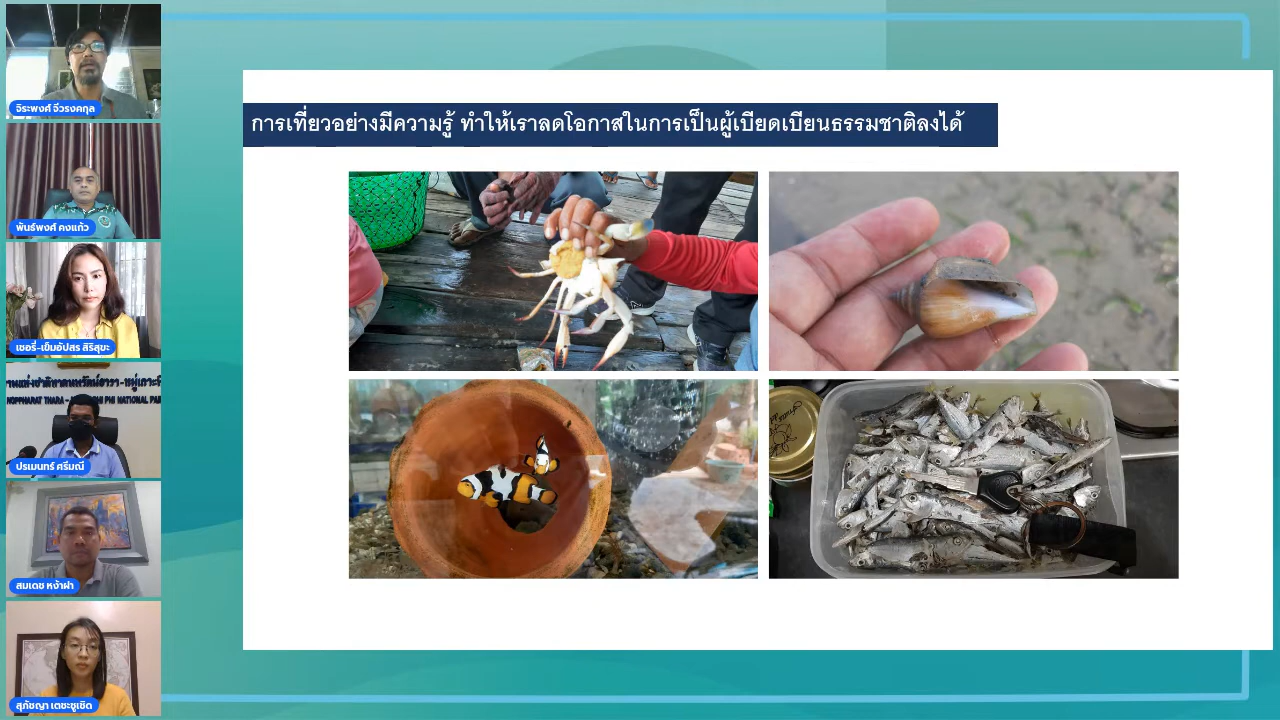 จิระพงศ์ จีวรงคกุล
พันธ์พงศ์ คงแก้ว
เชอรี่-เข็มอัปสร สิริสุขะ
ปรเมนทร์ ศรีมณี
สมเดช หง้าฝา
สุภัชญา เตชะชูเชิด
การเที่ยวอย่างมีความรู้ ทำให้เราลดโอกาสในการเป็นผู้เบียดเบียนธรรมชาติลงได้